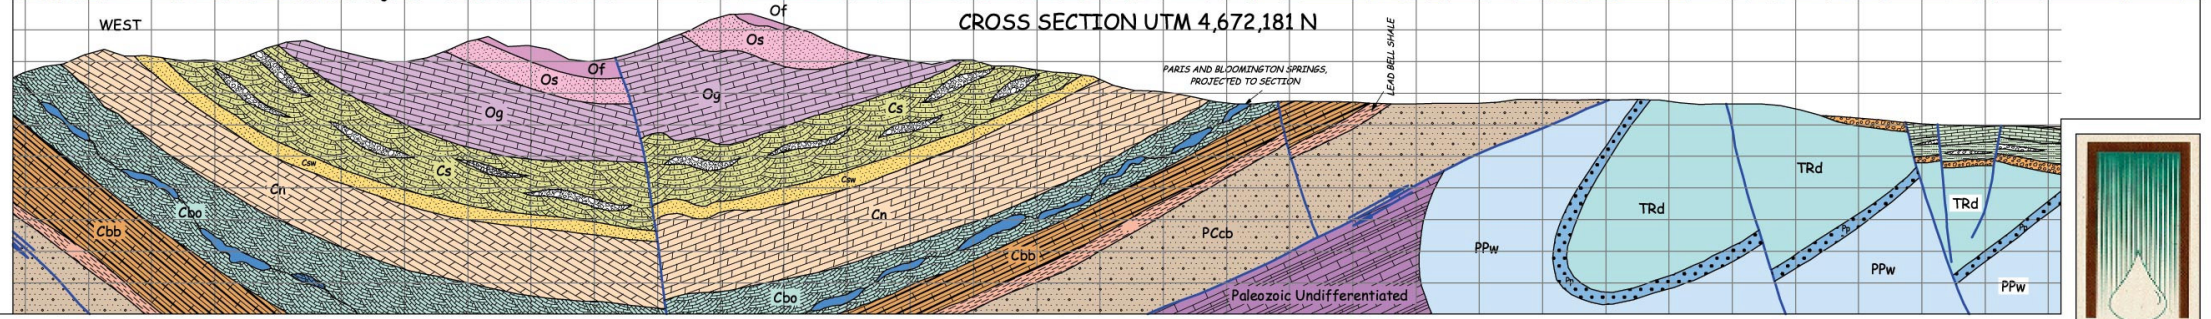 WEST
CROSS SECTION UTM 4,672,181 N
Of
Os
Os
Of
Og
Og
PARIS AND BLOOMINGTON SPRINGS,
PROJECTED TO SECTION
LEAD BELL SHALE
Cs
Cs
Csw
Csw
Cn
Cn
Cbo
Cbo
Cbb
Cbb
PCcb
Paleozoic Undifferentiated
PPw
TRd
TRd
TRd
PPw
PPw